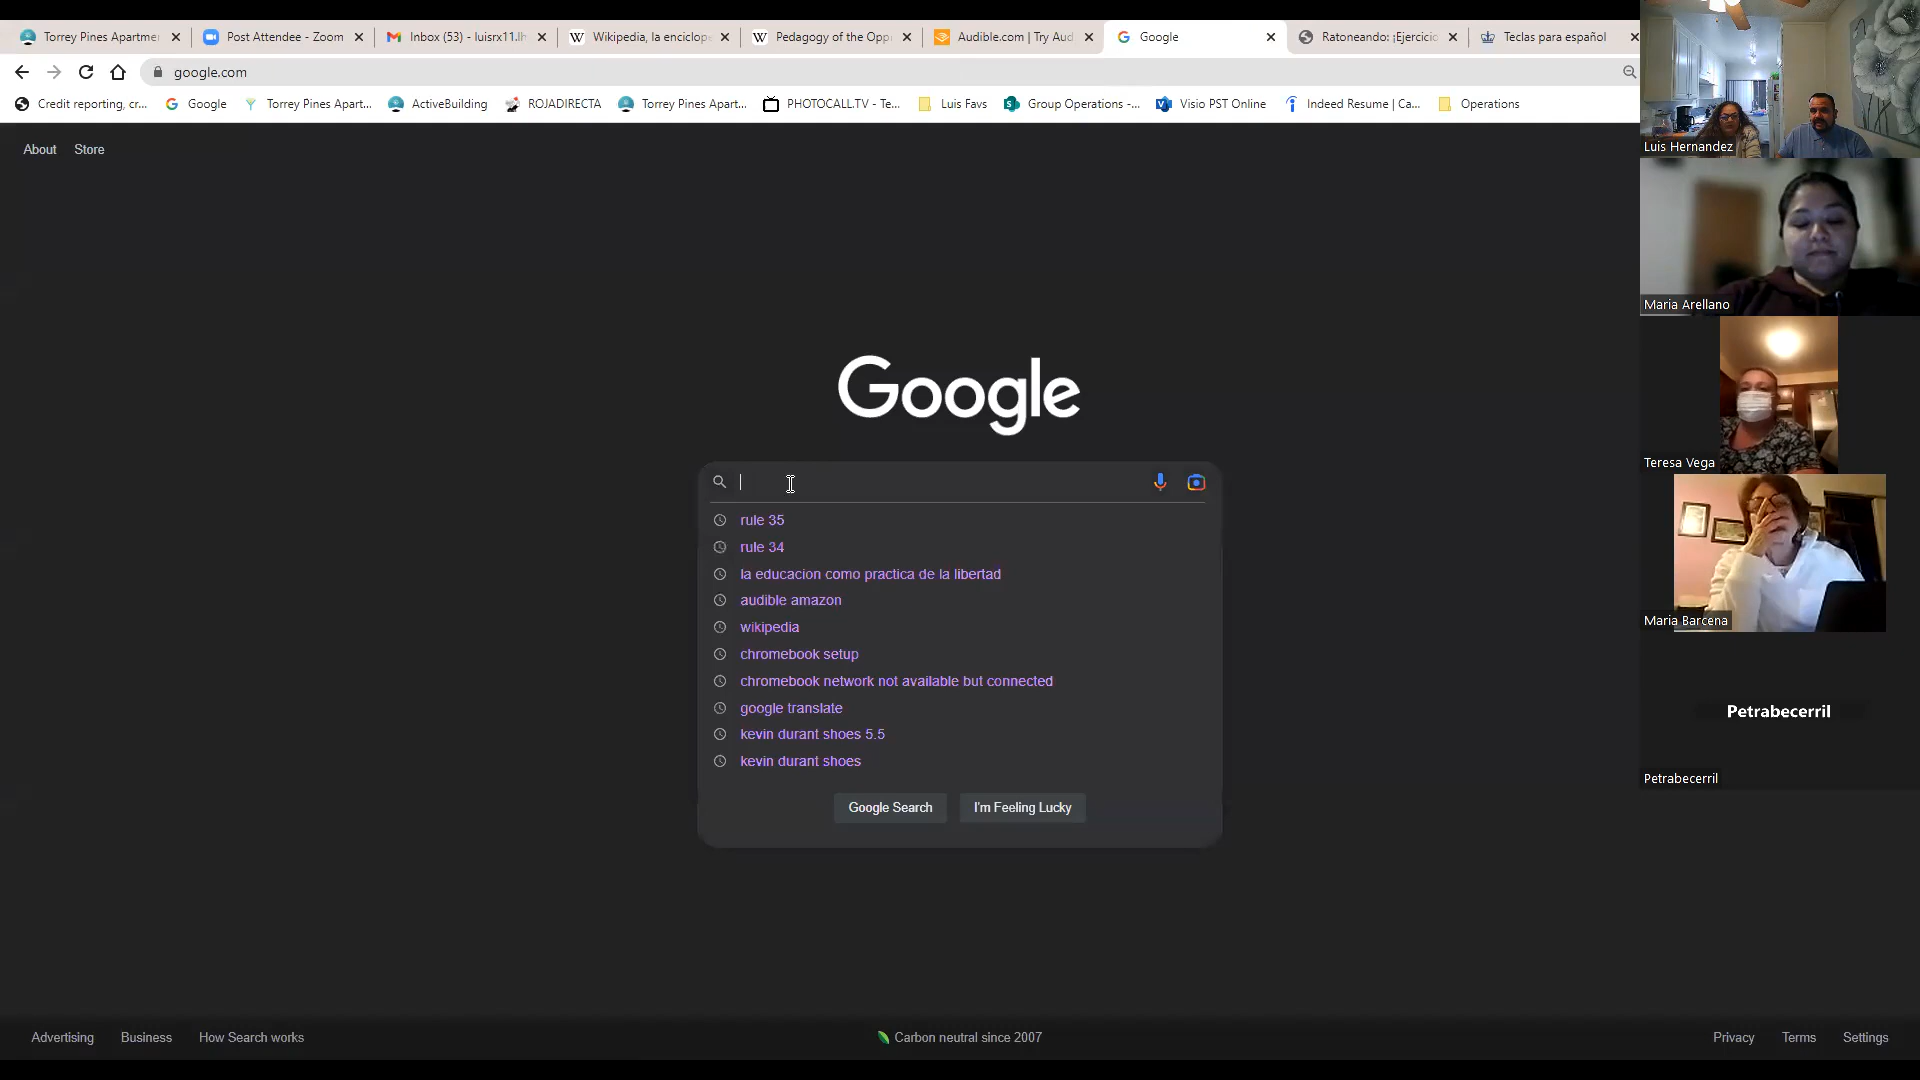 Torrey Pines Apartme
Post Attendee - Zoom
Inbox (53) - luisrx11.lh
Wikipedia, la enciclope
Pedagogy of the Opp
Audible.com | Try Aud
Google
Ratoneando: ¡Ejercicio
Teclas para español
google.com
Credit reporting, cr...
Google
Torrey Pines Apart...
ActiveBuilding
ROJADIRECTA
Torrey Pines Apart...
PHOTOCALL.TV - Te...
Luis Favs
Group Operations -...
Visio PST Online
Indeed Resume | Ca...
Operations
About
Store
Google
rule 35
rule 34
la educacion como practica de la libertad
audible amazon
wikipedia
chromebook setup
chromebook network not available but connected
google translate
kevin durant shoes 5.5
kevin durant shoes
Google Search
I'm Feeling Lucky
Advertising
Business
How Search works
Carbon neutral since 2007
Privacy
Terms
Settings
Luis Hernandez
Maria Arellano
Teresa Vega
Maria Barcena
Petrabecerril
Petrabecerril